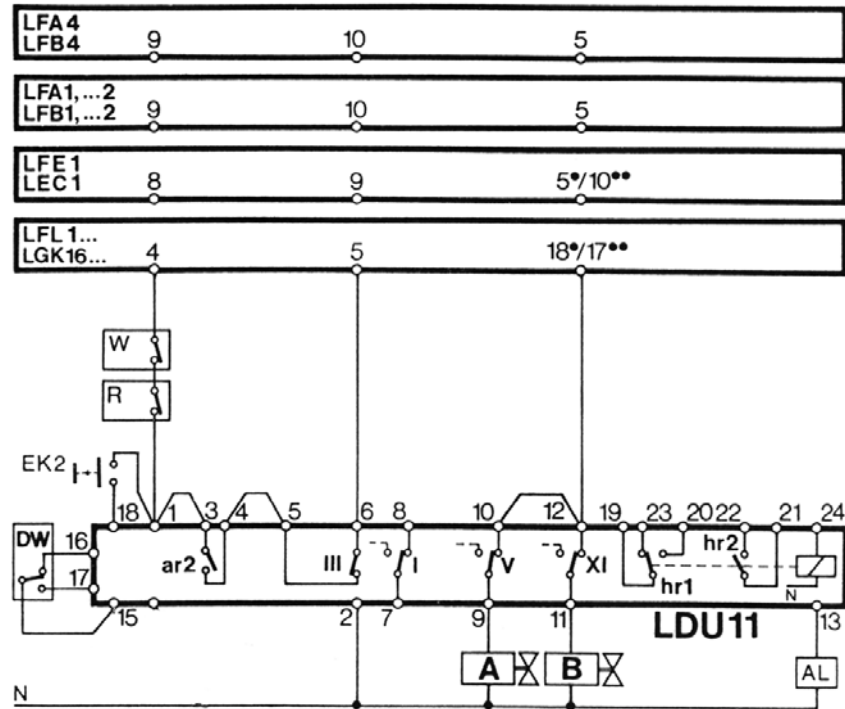 LFA4
LFB4
9 10 5
LFA1,...2
LFB1,...2
9 10 5
LFE1
LEC1
8 9 5•/10••
LFL1...
LGK16...
4 5 18•/17••
W
R
EK2
18 1 3 4 5 6 8 10 12 19 23 20 22 21 24
DW
16
17
ar2 III I V XI hr1 hr2
N
15 2 7 9 11 LDU11 13
A B AL
N